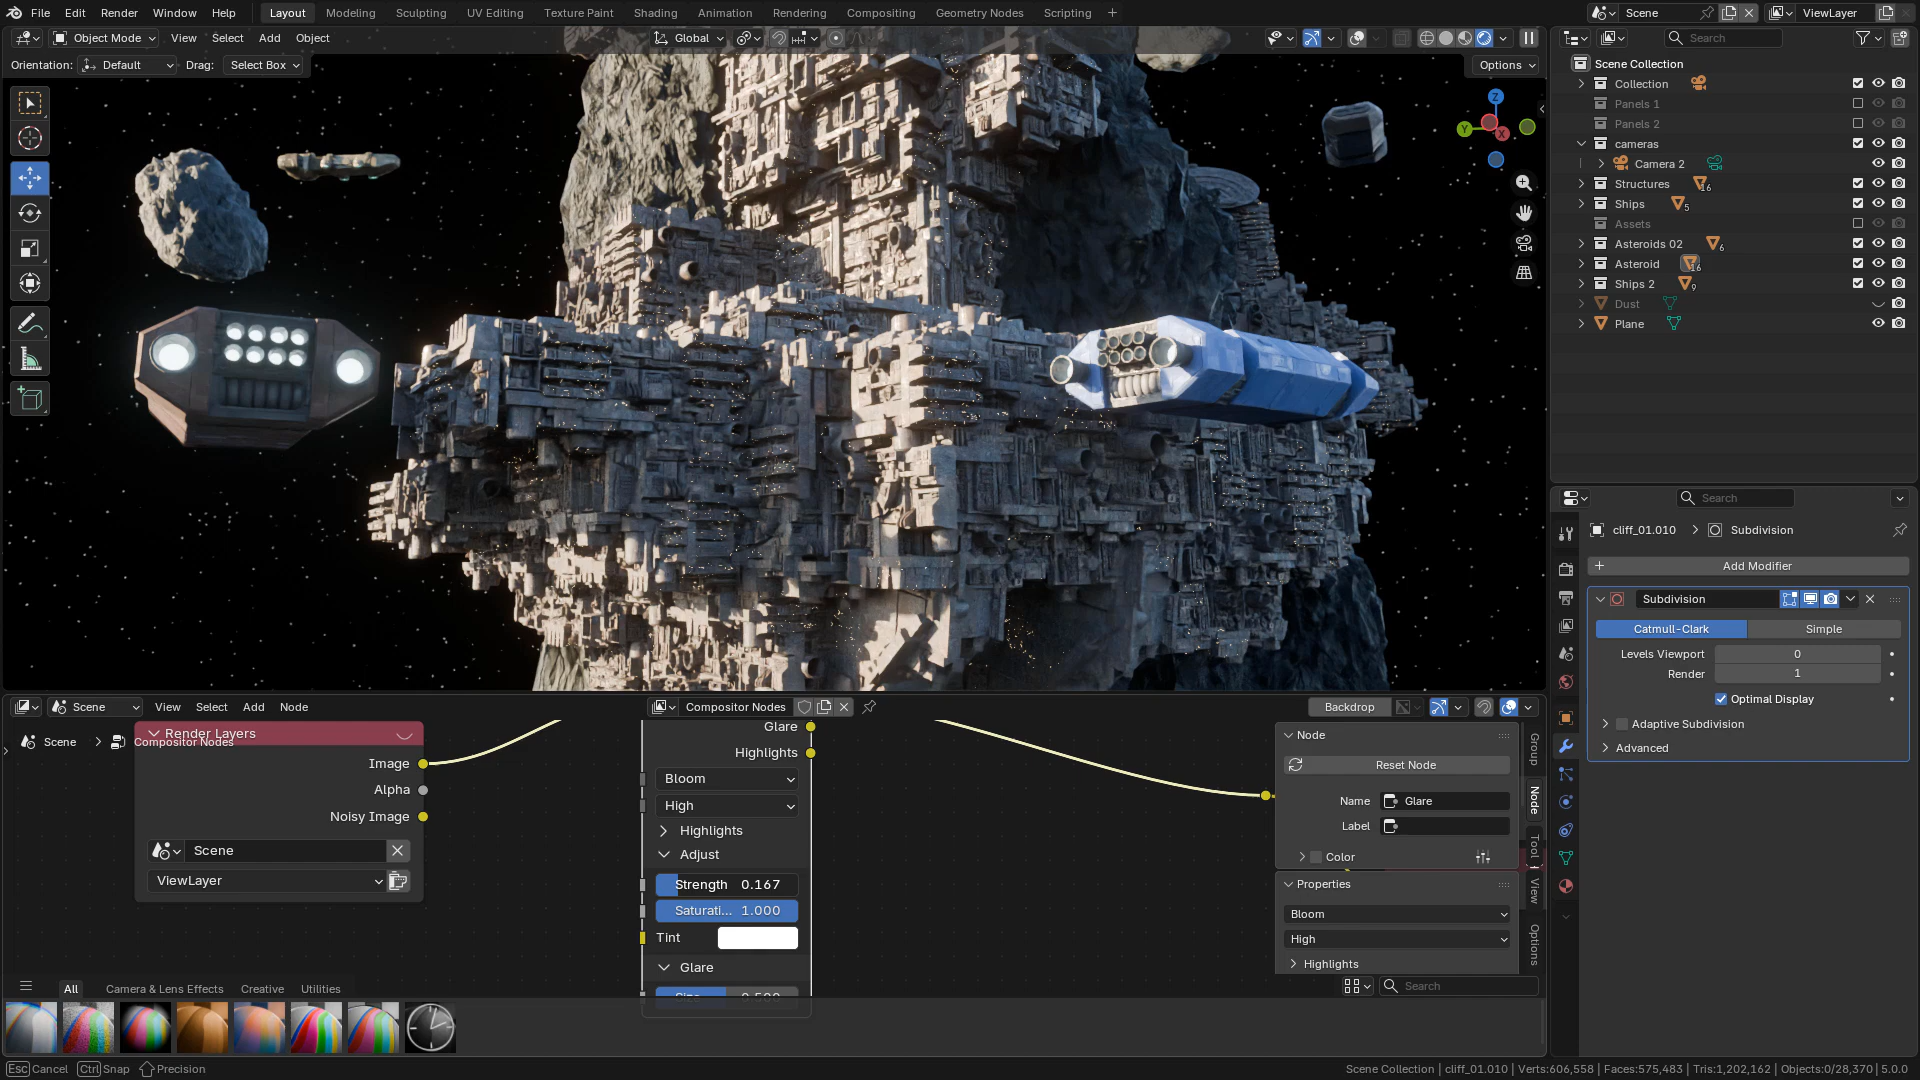 File Edit Render Window Help Layout Modeling Sculpting UV Editing Texture Paint Shading Animation Rendering Compositing Geometry Nodes Scripting + Scene ViewLayer
Object Mode View Select Add Object Global Search
Orientation: Default Drag: Select Box Options
Scene Collection
Collection
Panels 1
Panels 2
cameras
Camera 2
Structures 16
Ships 5
Assets
Asteroids 02 6
Asteroid 16
Ships 2 9
Dust
Plane
Z
Y
X
Search
cliff_01.010 Subdivision
Add Modifier
Subdivision
Catmull-Clark Simple
Levels Viewport 0
Render 1
Optimal Display
Adaptive Subdivision
Advanced
Scene View Select Add Node Compositor Nodes Backdrop
Scene Compositor Nodes
Render Layers
Image
Alpha
Noisy Image
Scene
ViewLayer
Glare
Highlights
Bloom
High
Highlights
Adjust
Strength 0.167
Saturati... 1.000
Tint
Glare
Size 0.500
Node
Reset Node
Name Glare
Label
Color
Properties
Bloom
High
Highlights
Group
Node
Tool
View
Options
All Camera & Lens Effects Creative Utilities
Search
Esc Cancel Ctrl Snap Precision
Scene Collection | cliff_01.010 | Verts:606,558 | Faces:575,483 | Tris:1,202,162 | Objects:0/28,370 | 5.0.0